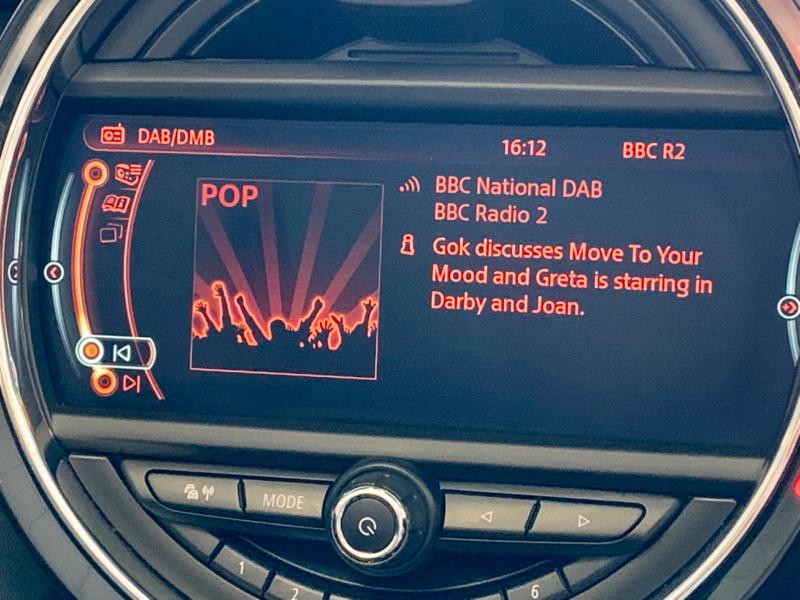 DAB/DMB 16:12 BBC R2
POP
BBC National DAB
BBC Radio 2
Gok discusses Move To Your
Mood and Greta is starring in
Darby and Joan.
MODE
1
2
6